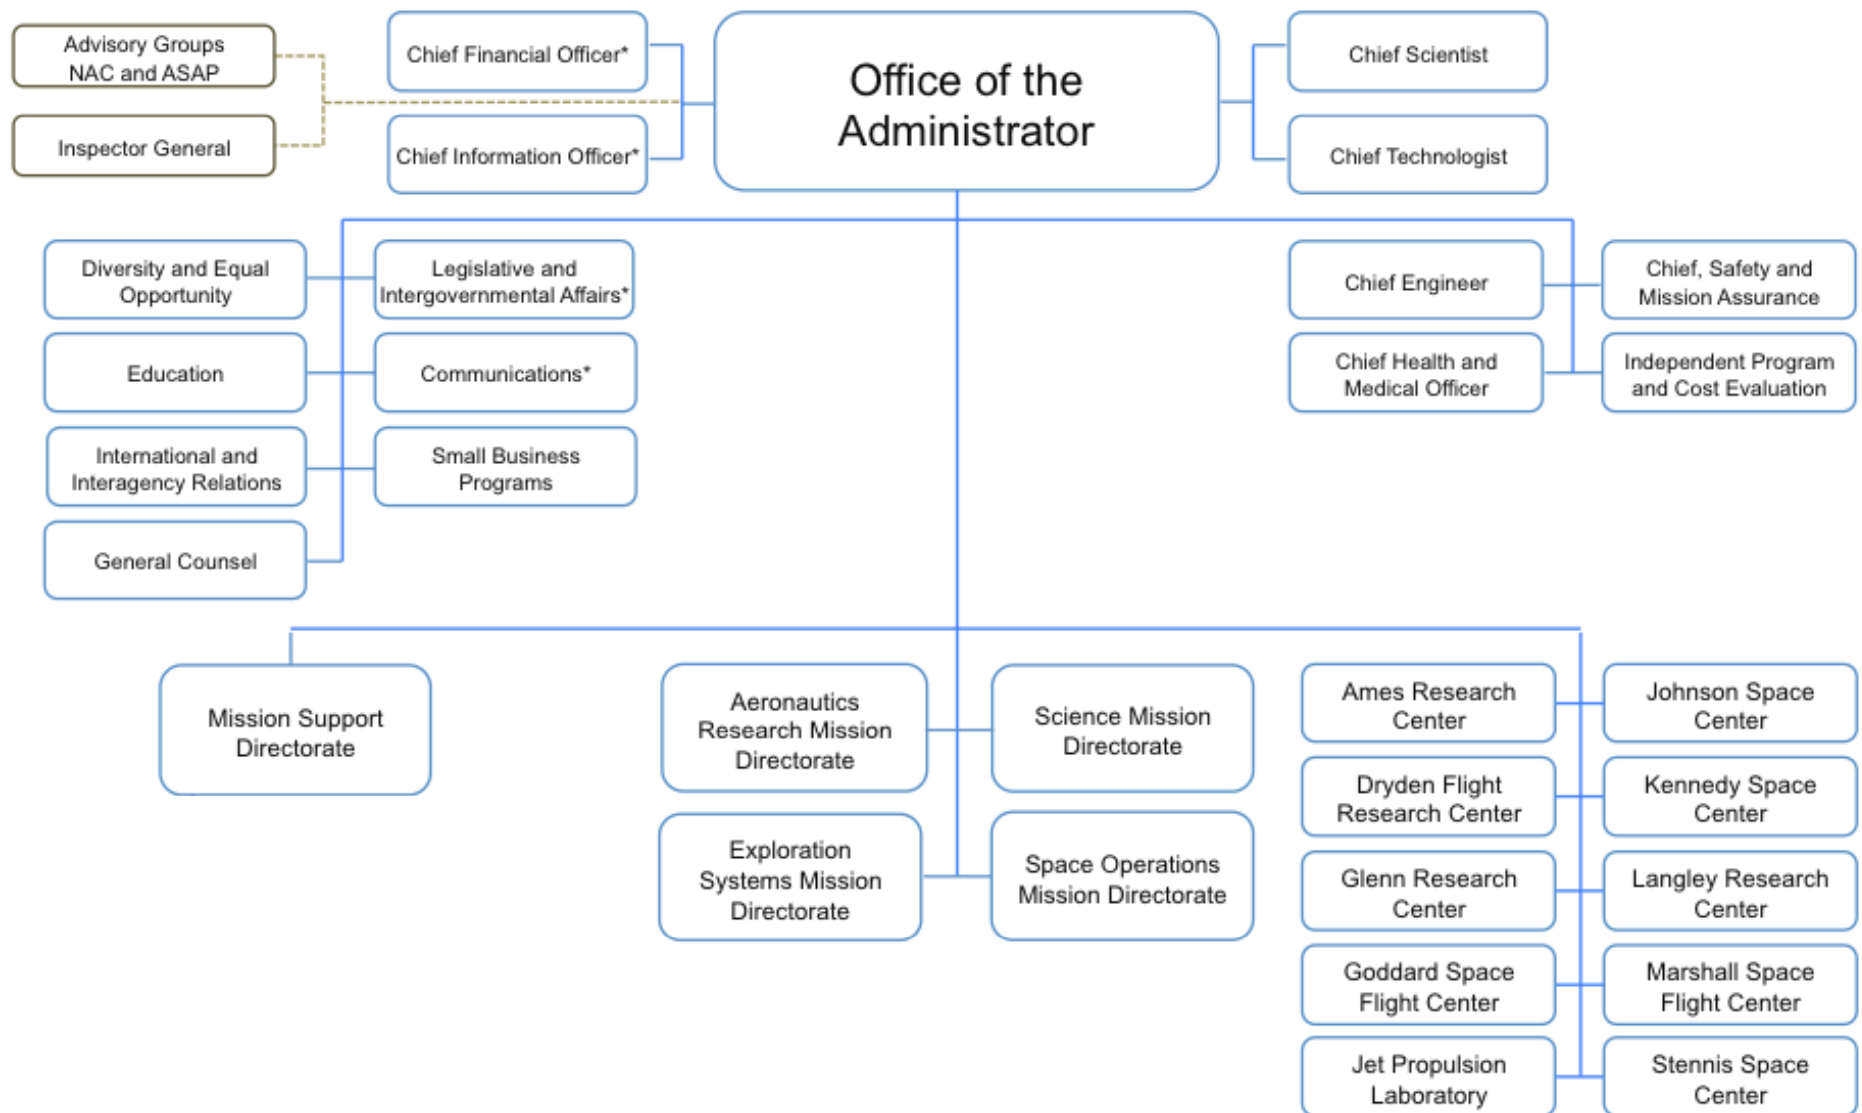 Advisory Groups
NAC and ASAP
Inspector General
Chief Financial Officer*
Chief Information Officer*
Office of the
Administrator
Chief Scientist
Chief Technologist
Diversity and Equal
Opportunity
Legislative and
Intergovernmental Affairs*
Education
Communications*
International and
Interagency Relations
Small Business
Programs
General Counsel
Chief Engineer
Chief, Safety and
Mission Assurance
Chief Health and
Medical Officer
Independent Program
and Cost Evaluation
Mission Support
Directorate
Aeronautics
Research Mission
Directorate
Science Mission
Directorate
Exploration
Systems Mission
Directorate
Space Operations
Mission Directorate
Ames Research
Center
Johnson Space
Center
Dryden Flight
Research Center
Kennedy Space
Center
Glenn Research
Center
Langley Research
Center
Goddard Space
Flight Center
Marshall Space
Flight Center
Jet Propulsion
Laboratory
Stennis Space
Center